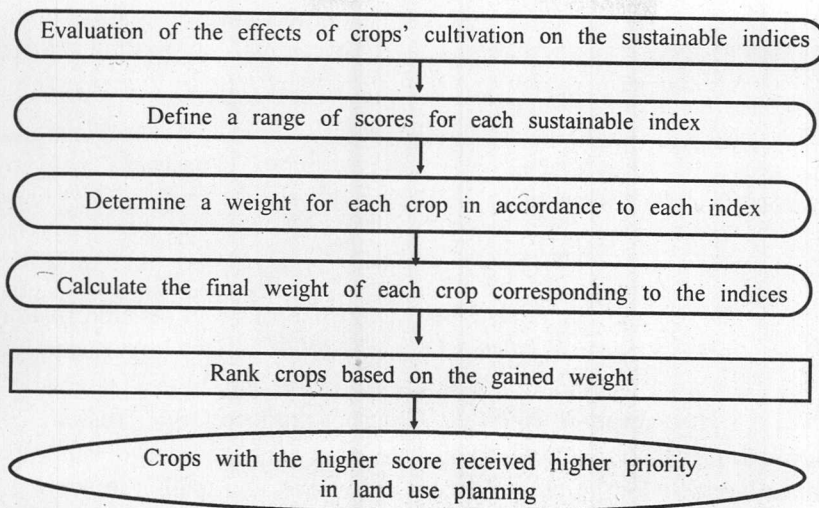 Evaluation of the effects of crops' cultivation on the sustainable indices
Define a range of scores for each sustainable index
Determine a weight for each crop in accordance to each index
Calculate the final weight of each crop corresponding to the indices
Rank crops based on the gained weight
Crops with the higher score received higher priority
in land use planning